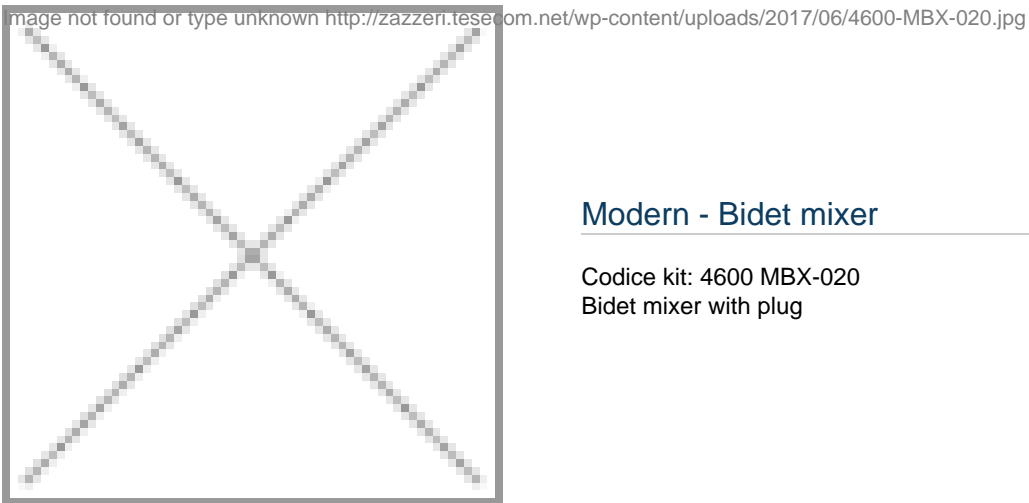 Image not found or type unknown http://zazzeri.tesecom.net/wp-content/uploads/2017/06/4600-MBX-020.jpg
Modern - Bidet mixer
Codice kit: 4600 MBX-020
Bidet mixer with plug